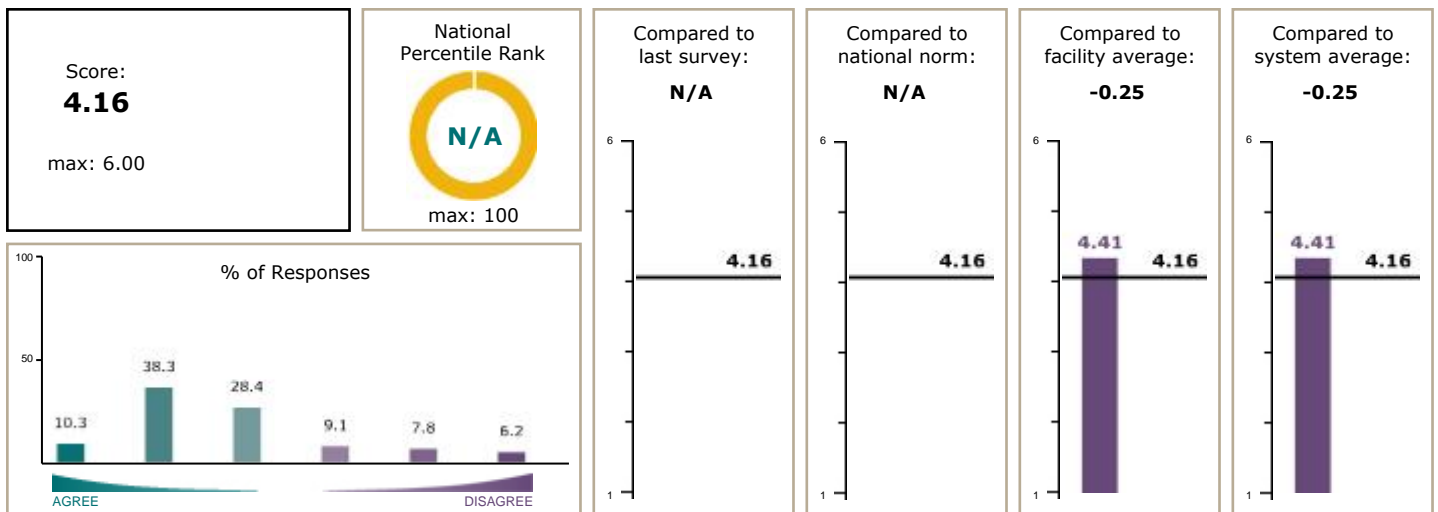 Score:
4.16
max: 6.00
National
Percentile Rank
N/A
max: 100
% of Responses
100
50
10.3
38.3
28.4
9.1
7.8
6.2
AGREE
DISAGREE
Compared to
last survey:
N/A
6
4.16
1
Compared to
national norm:
N/A
6
4.16
1
Compared to
facility average:
-0.25
6
4.41
4.16
1
Compared to
system average:
-0.25
6
4.41
4.16
1